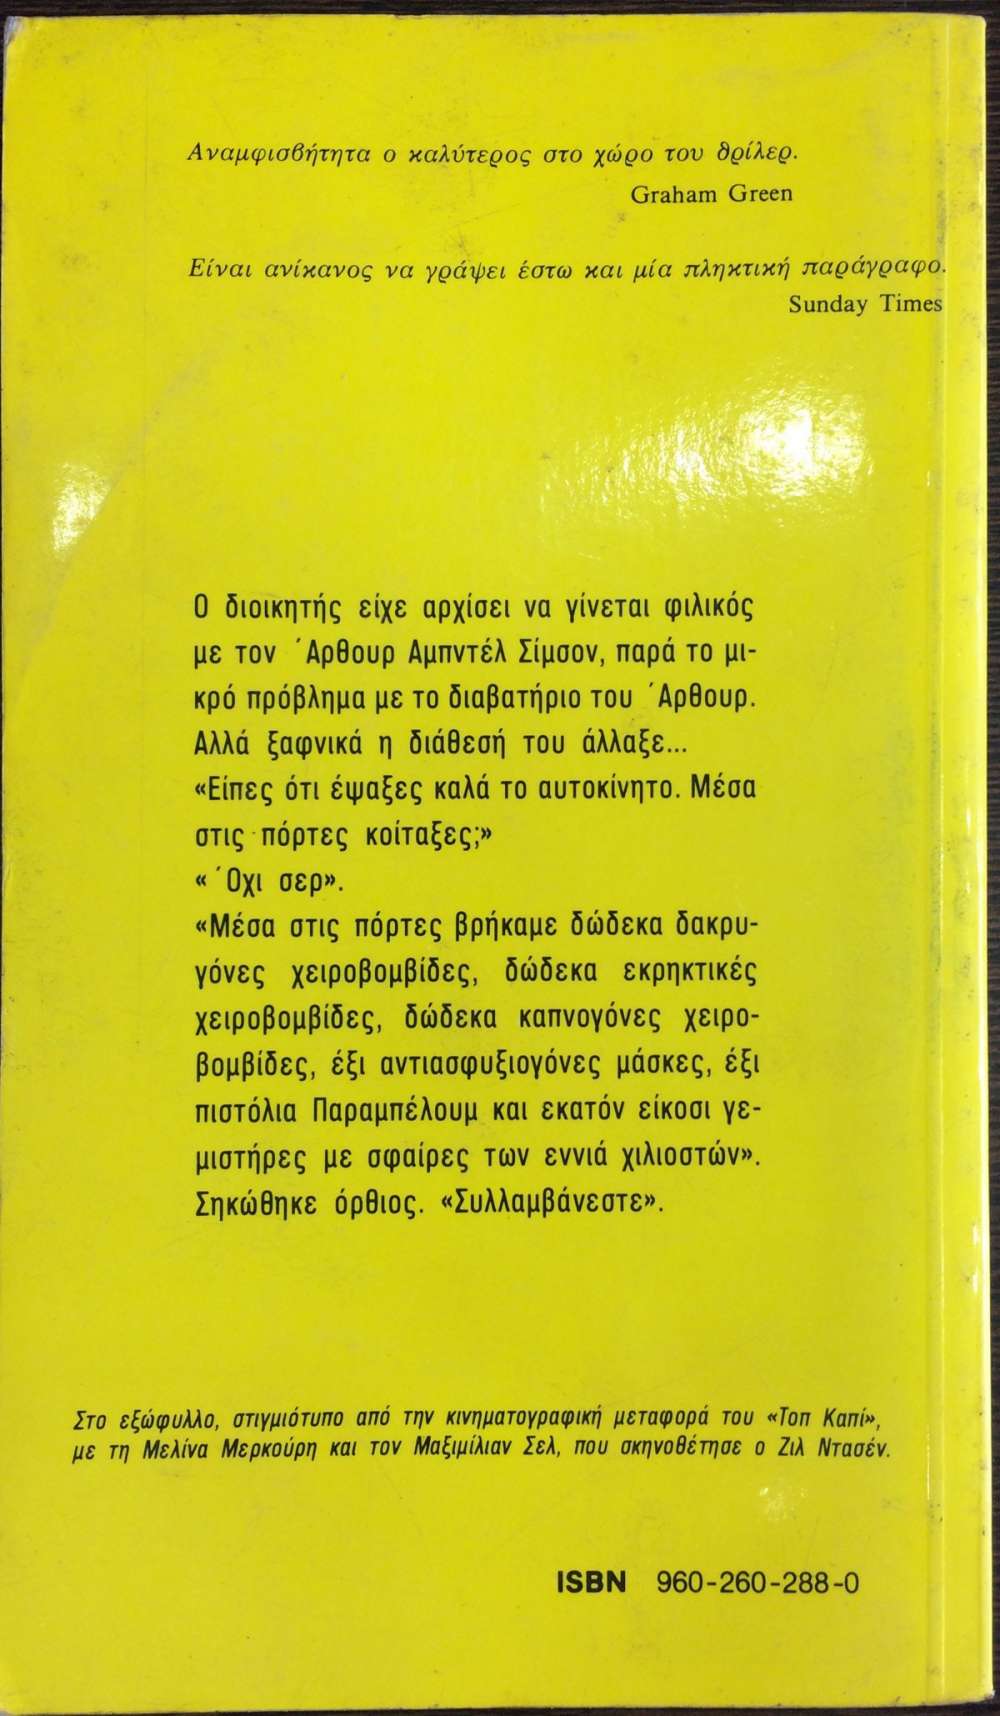 Αναμφισβήτητα ο καλύτερος στο χώρο του θρίλερ.
Graham Green
Είναι ανίκανος να γράψει έστω και μία πληκτική παράγραφο.
Sunday Times
Ο διοικητής είχε αρχίσει να γίνεται φιλικός
με τον ΄Αρθουρ Αμπντέλ Σίμσον, παρά το μι-
κρό πρόβλημα με το διαβατήριο του ΄Αρθουρ.
Αλλά ξαφνικά η διάθεσή του άλλαξε...
«Είπες ότι έψαξες καλά το αυτοκίνητο. Μέσα
στις πόρτες κοίταξες;»
«΄Οχι σερ».
«Μέσα στις πόρτες βρήκαμε δώδεκα δακρυ-
γόνες χειροβομβίδες, δώδεκα εκρηκτικές
χειροβομβίδες, δώδεκα καπνογόνες χειρο-
βομβίδες, έξι αντιασφυξιογόνες μάσκες, έξι
πιστόλια Παραμπέλουμ και εκατόν είκοσι γε-
μιστήρες με σφαίρες των εννιά χιλιοστών».
Σηκώθηκε όρθιος. «Συλλαμβάνεστε».
Στο εξώφυλλο, στιγμιότυπο από την κινηματογραφική μεταφορά του «Τοπ Καπί»,
με τη Μελίνα Μερκούρη και τον Μαξιμίλιαν Σελ, που σκηνοθέτησε ο Ζιλ Ντασέν.
ISBN 960-260-288-0